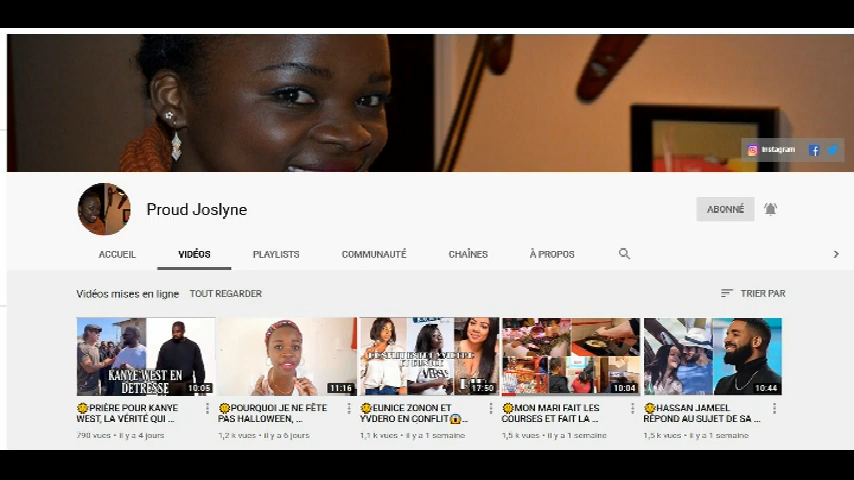 Instagram
Proud Joslyne
ABONNÉ
ACCUEIL VIDÉOS PLAYLISTS COMMUNAUTÉ CHAÎNES À PROPOS
Vidéos mises en ligne TOUT REGARDER TRIER PAR
KANYE WEST EN
DÉTRESSE
10:05
11:16
17:50
10:04
10:44
PRIÈRE POUR KANYE
WEST, LA VÉRITÉ QUI ...
790 vues • il y a 4 jours
POURQUOI JE NE FÊTE
PAS HALLOWEEN, ...
1,2 k vues • il y a 6 jours
EUNICE ZONON ET
YVDERO EN CONFLIT😱...
1,1 k vues • il y a 1 semaine
MON MARI FAIT LES
COURSES ET FAIT LA ...
1,5 k vues • il y a 1 semaine
HASSAN JAMEEL
RÉPOND AU SUJET DE SA ...
1,5 k vues • il y a 1 semaine